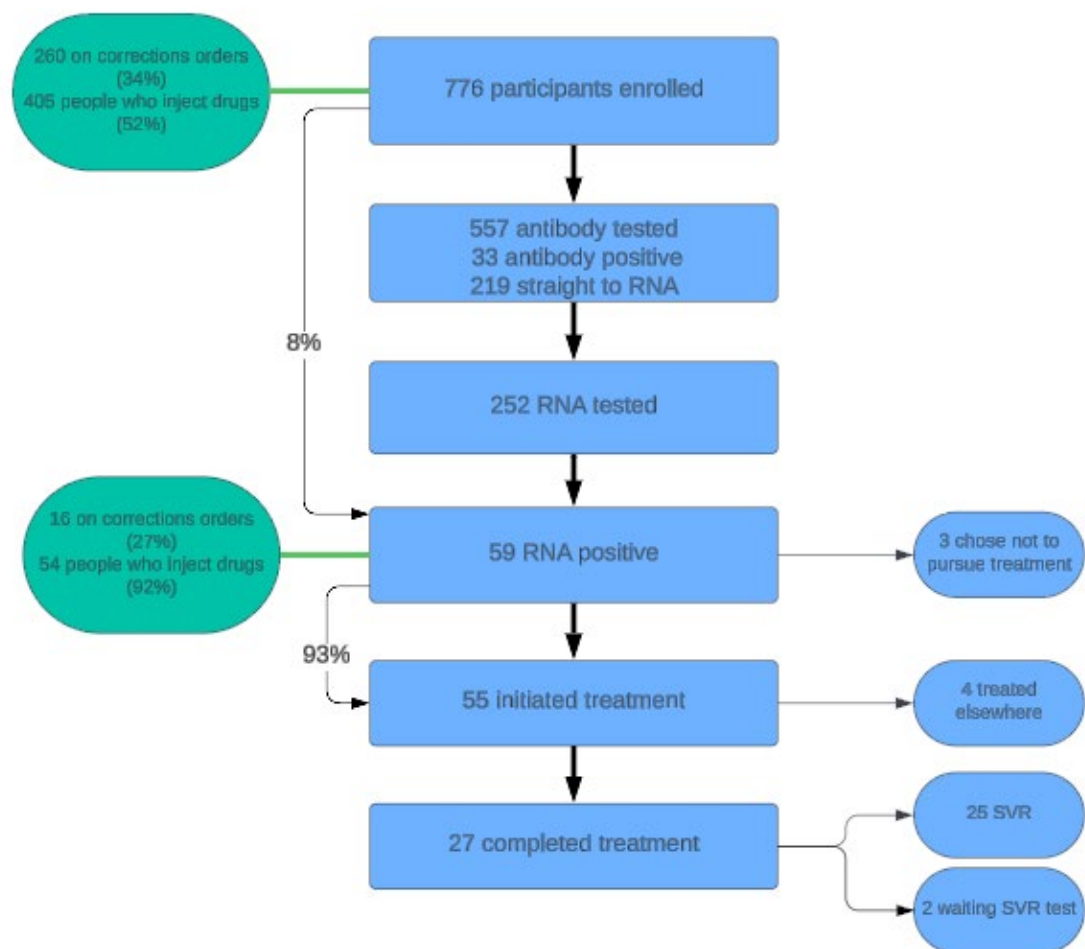 260 on corrections orders
(34%)
405 people who inject drugs
(52%)
776 participants enrolled
557 antibody tested
33 antibody positive
219 straight to RNA
8%
252 RNA tested
16 on corrections orders
(27%)
54 people who inject drugs
(92%)
59 RNA positive
3 chose not to
pursue treatment
93%
55 initiated treatment
4 treated
elsewhere
27 completed treatment
25 SVR
2 waiting SVR test